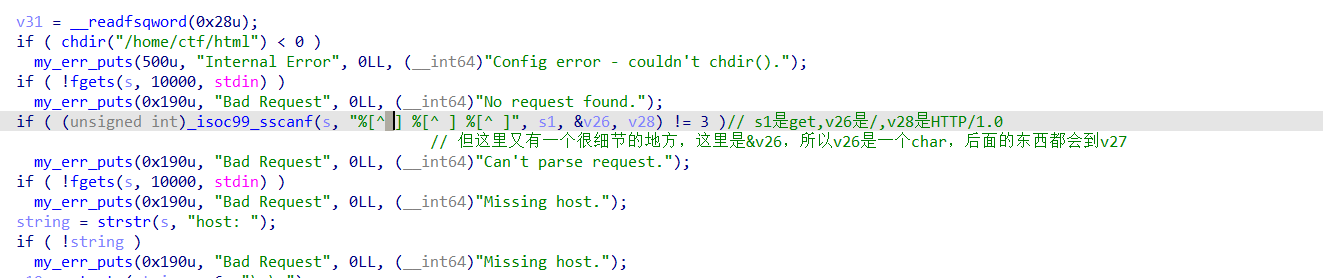 v31 = __readfsqword(0x28u);
if ( chdir("/home/ctf/html") < 0 )
my_err_puts(500u, "Internal Error", 0LL, (__int64)"Config error - couldn't chdir().");
if ( !fgets(s, 10000, stdin) )
my_err_puts(0x190u, "Bad Request", 0LL, (__int64)"No request found.");
if ( (unsigned int)_isoc99_sscanf(s, "%[^ ] %[^ ] %[^ ]", s1, &v26, v28) != 3 )// s1是get,v26是/,v28是HTTP/1.0
// 但这里又有一个很细节的地方，这里是&v26，所以v26是一个char，后面的东西都会到v27
my_err_puts(0x190u, "Bad Request", 0LL, (__int64)"Can't parse request.");
if ( !fgets(s, 10000, stdin) )
my_err_puts(0x190u, "Bad Request", 0LL, (__int64)"Missing host.");
string = strstr(s, "host: ");
if ( !string )
my_err_puts(0x190u, "Bad Request", 0LL, (__int64)"Missing host.");